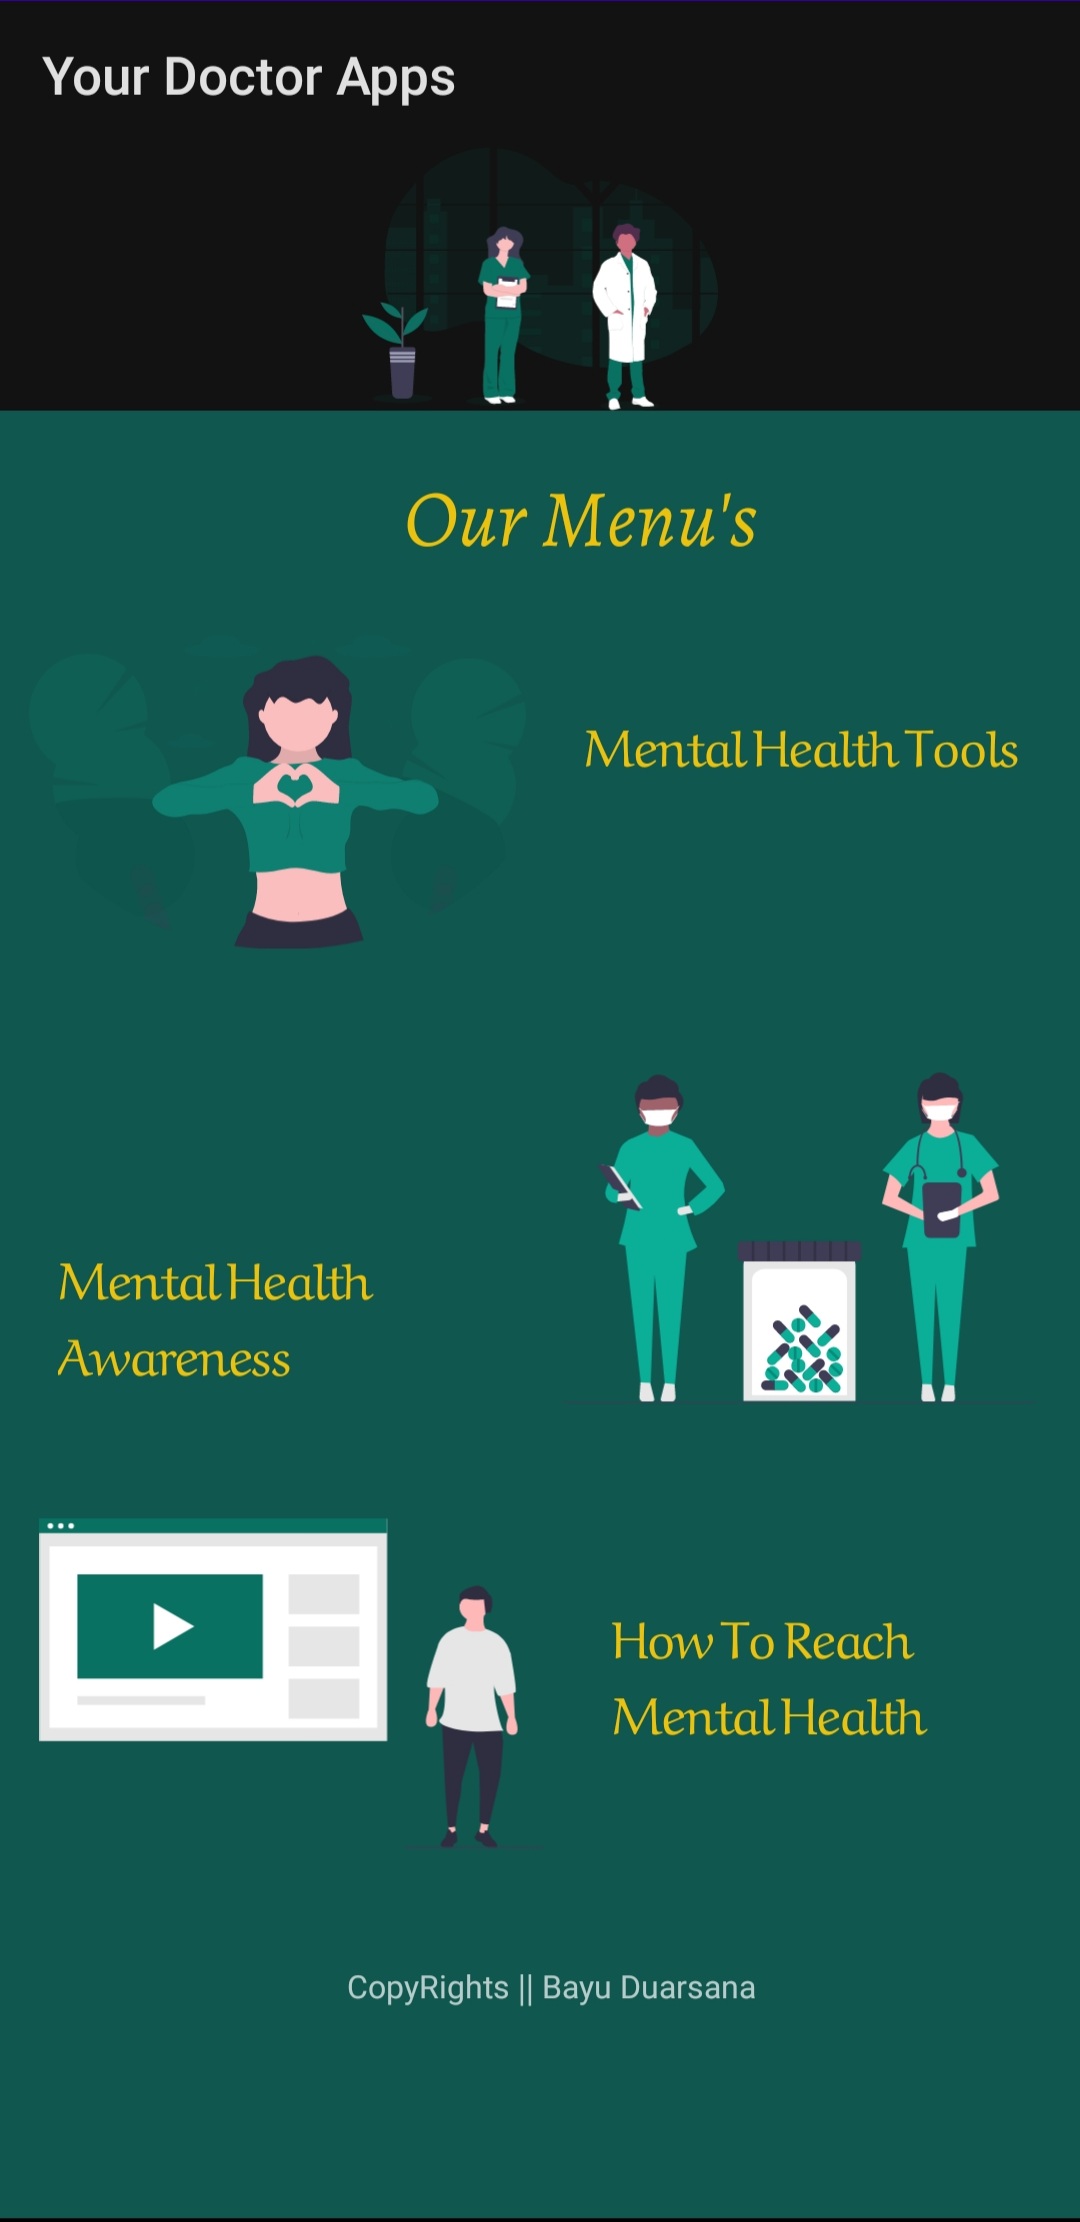 Your Doctor Apps
Our Menu's
Mental Health Tools
Mental Health
Awareness
How To Reach
Mental Health
CopyRights || Bayu Duarsana